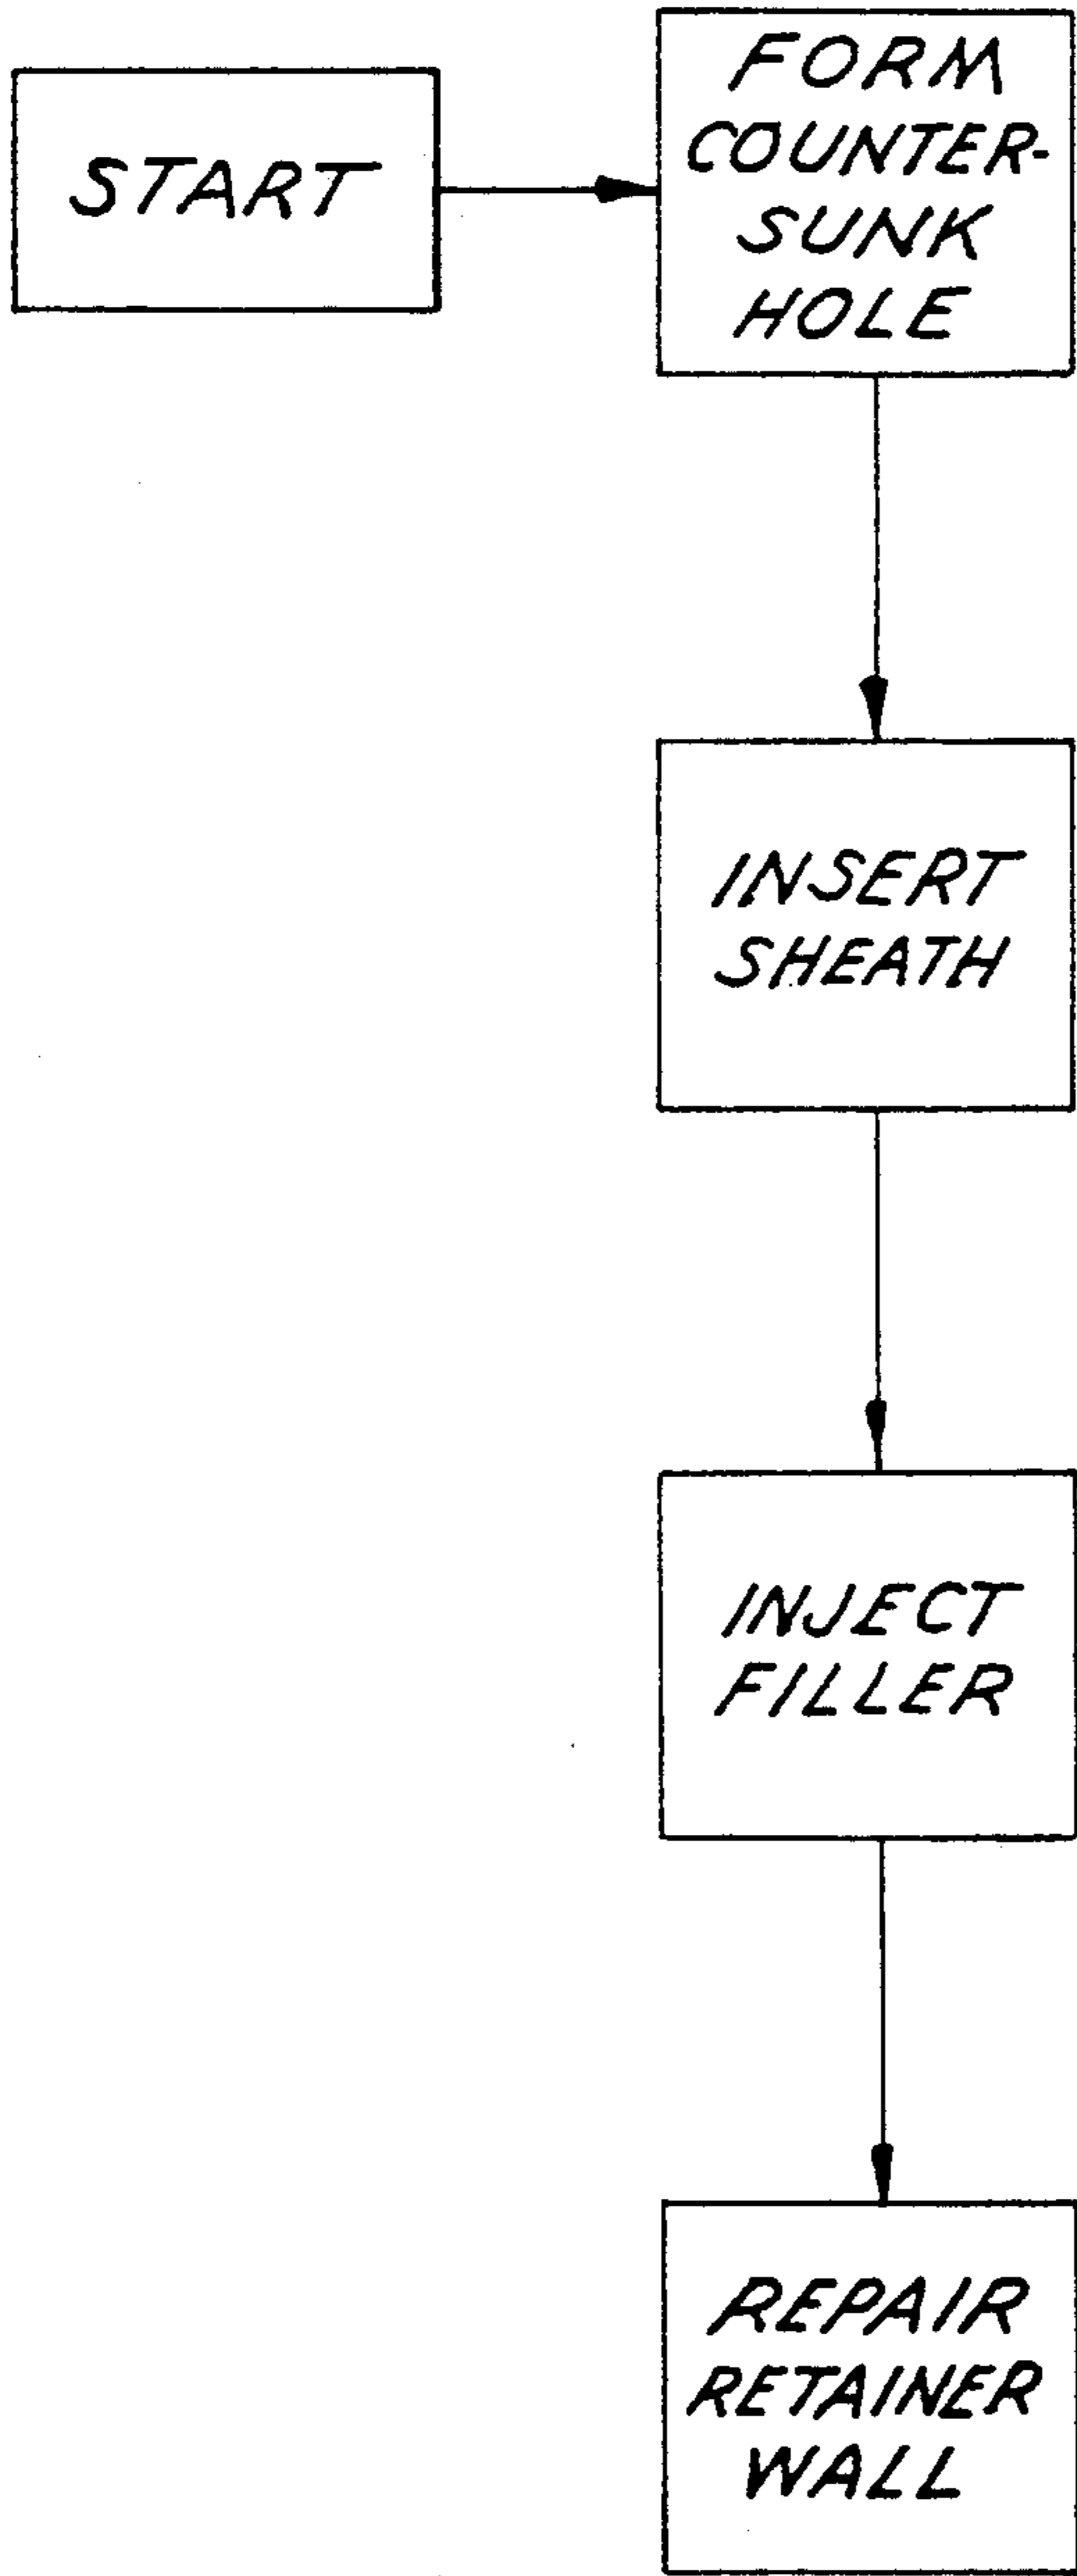 START
FORM
COUNTER-
SUNK
HOLE
INSERT
SHEATH
INJECT
FILLER
REPAIR
RETAINER
WALL